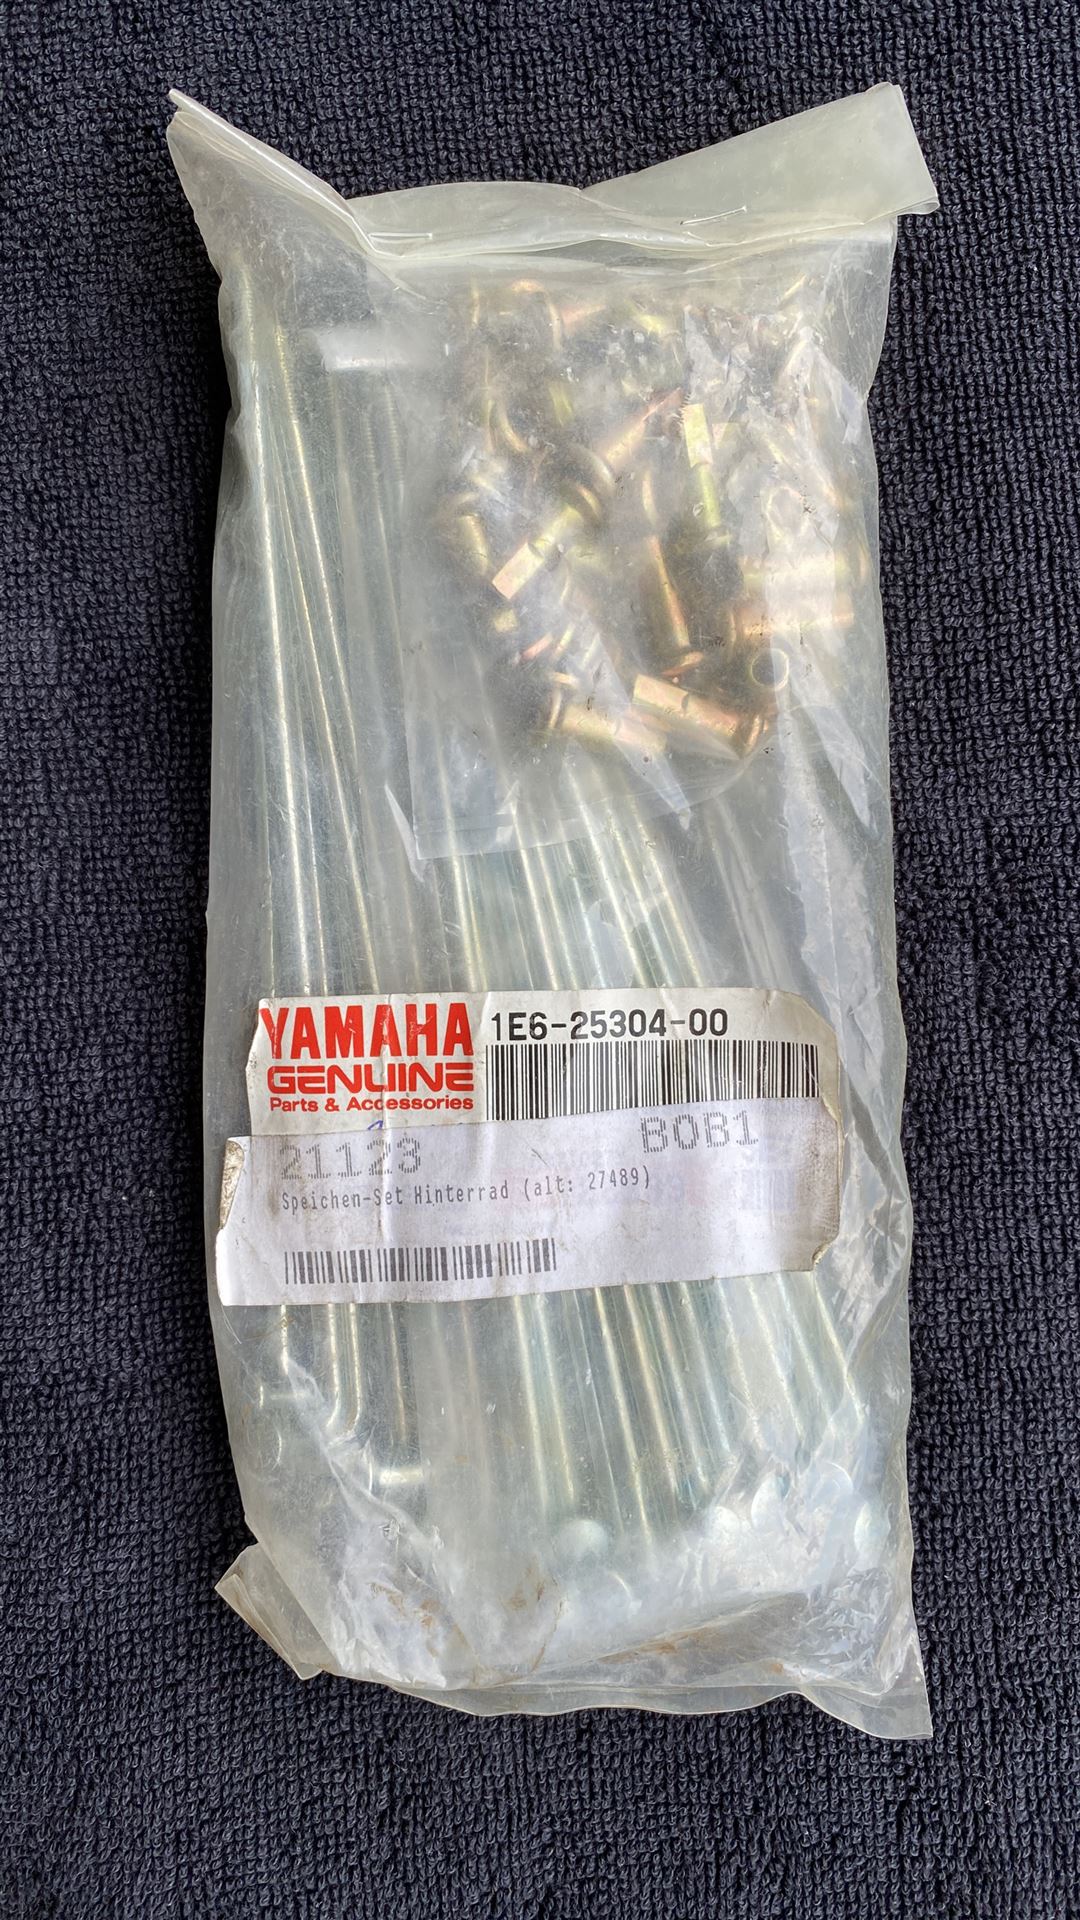 YAMAHA
1E6-25304-00
GENUINE
Parts & Accessories
21123
B0B1
Speichen-Set Hinterrad (alt: 27489)